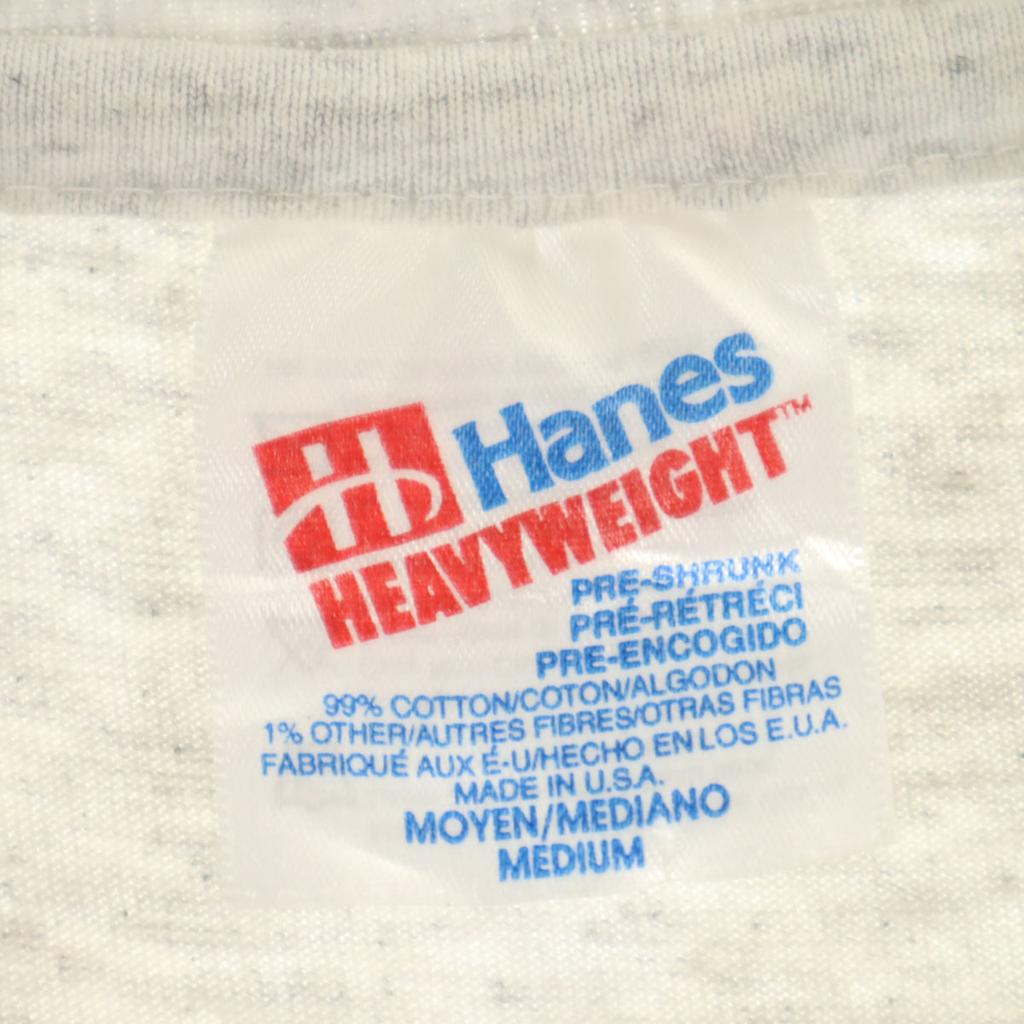 Hanes
HEAVYWEIGHT™
PRE-SHRUNK
PRÉ-RÉTRÉCI
PRE-ENCOGIDO
99% COTTON/COTON/ALGODON
1% OTHER/AUTRES FIBRES/OTRAS FIBRAS
FABRIQUÉ AUX É-U/HECHO EN LOS E.U.A.
MADE IN U.S.A.
MOYEN/MEDIANO
MEDIUM